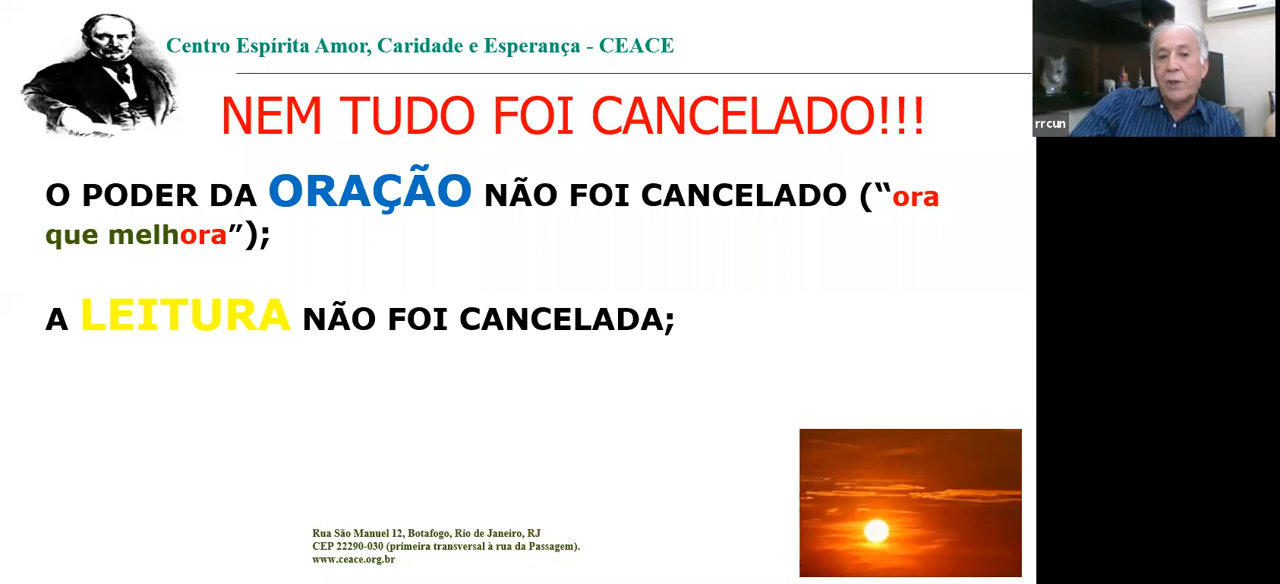 Centro Espírita Amor, Caridade e Esperança - CEACE
NEM TUDO FOI CANCELADO!!!
O PODER DA ORAÇÃO NÃO FOI CANCELADO (“ora
que melhora”);
A LEITURA NÃO FOI CANCELADA;
Rua São Manuel 12, Botafogo, Rio de Janeiro, RJ
CEP 22290-030 (primeira transversal à rua da Passagem).
www.ceace.org.br
rrcun